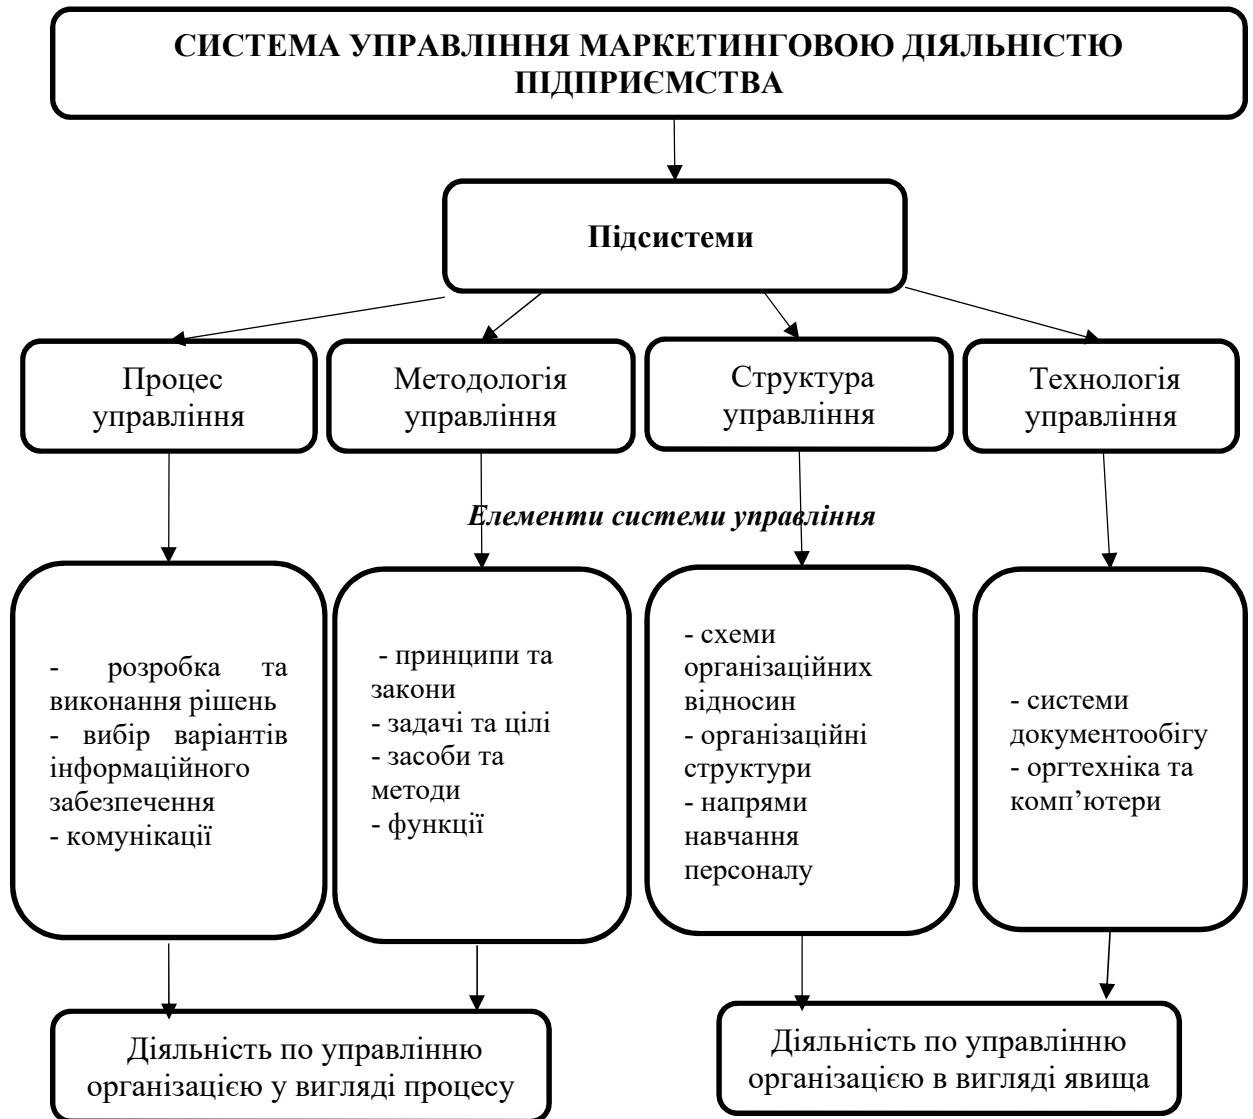 СИСТЕМА УПРАВЛІННЯ МАРКЕТИНГОВОЮ ДІЯЛЬНІСТЮ
ПІДПРИЄМСТВА
Підсистеми
Процес
управління
Методологія
управління
Структура
управління
Технологія
управління
Елементи системи управління
- розробка та
виконання рішень
- вибір варіантів
інформаційного
забезпечення
- комунікації
- принципи та
закони
- задачі та цілі
- засоби та
методи
- функції
- схеми
організаційних
відносин
- організаційні
структури
- напрями
навчання
персоналу
- системи
документообігу
- оргтехніка та
комп’ютери
Діяльність по управлінню
організацією у вигляді процесу
Діяльність по управлінню
організацією в вигляді явища